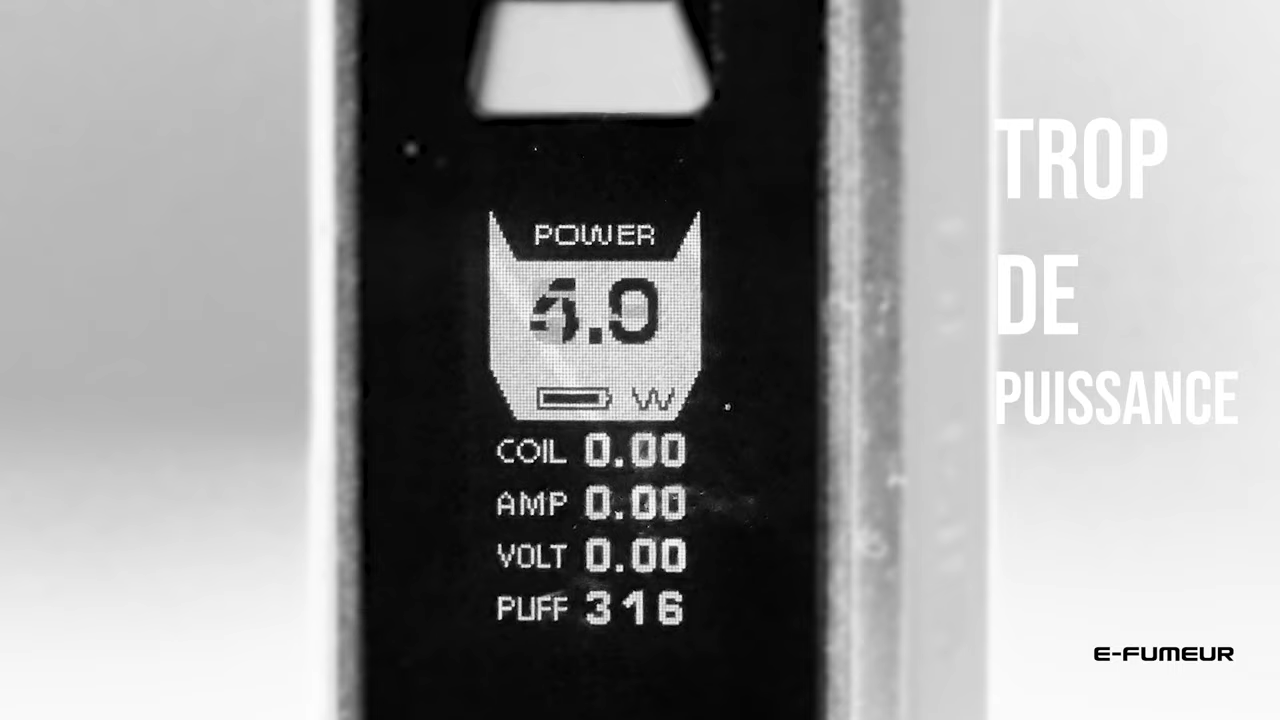 POWER
W
COIL 0.00
AMP 0.00
VOLT 0.00
PUFF 316
TROP
DE
PUISSANCE
E-FUMEUR